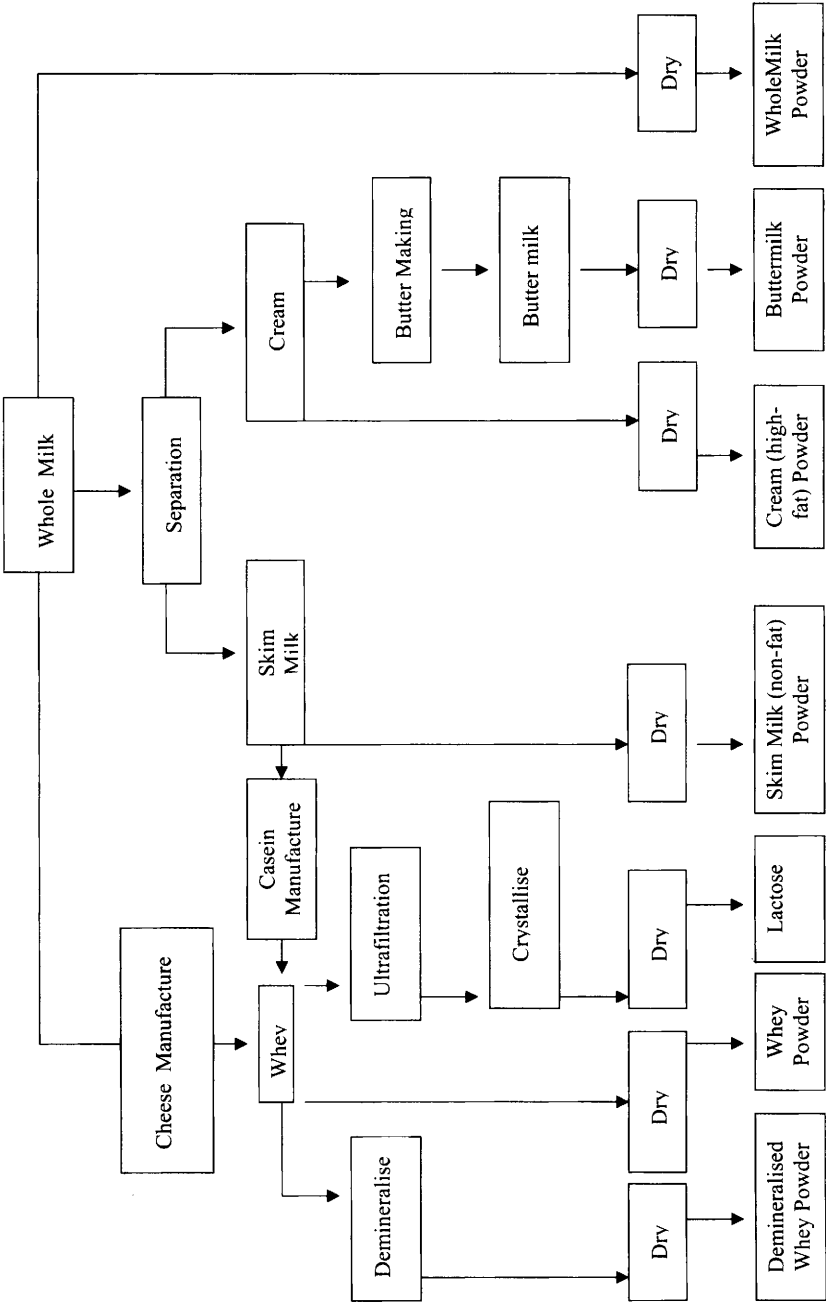 Whole Milk
Cheese Manufacture
Separation
Whey
Casein
Manufacture
Skim
Milk
Cream
Demineralise
Ultrafiltration
Butter Making
Crystallise
Butter milk
Dry
Dry
Dry
Dry
Dry
Dry
Dry
Demineralised
Whey Powder
Whey
Powder
Lactose
Skim Milk (non-fat)
Powder
Cream (high-
fat) Powder
Buttermilk
Powder
WholeMilk
Powder